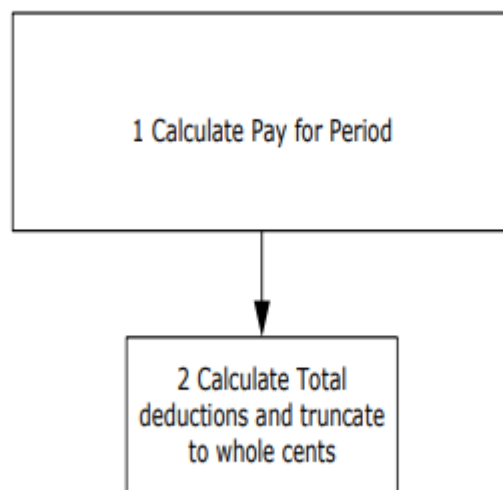 1 Calculate Pay for Period
2 Calculate Total
deductions and truncate
to whole cents